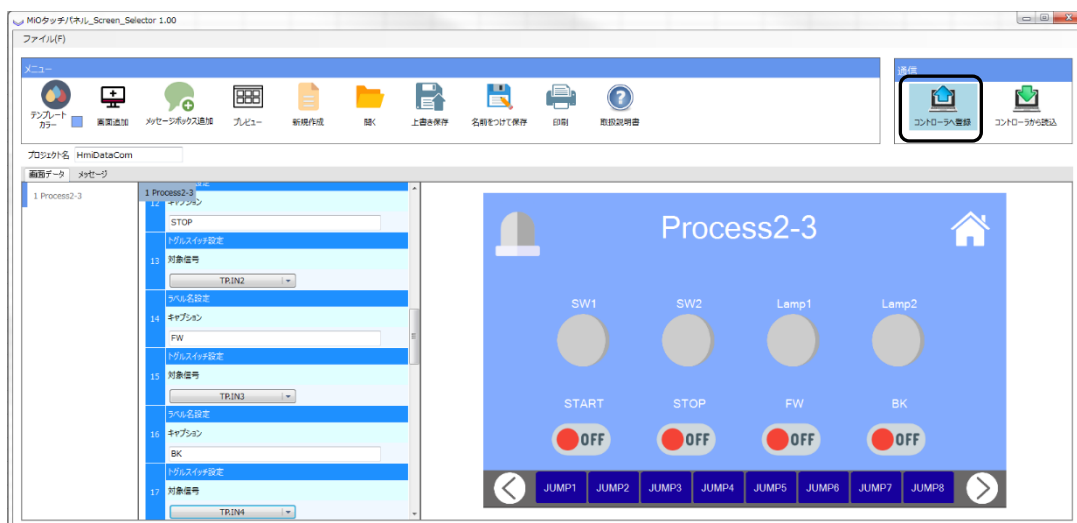 MiOタッチパネル_Screen_Selector 1.00
ファイル(F)
メニュー
送信
テンプレート
カラー
画面追加
メッセージボックス追加
プレビュー
新規作成
開く
上書き保存
名前をつけて保存
印刷
取扱説明書
コントローラへ登録
コントローラから読込
プロジェクト名 HmiDataCom
画面データ メッセージ
1 Process2-3
1 Process2-3
12 キャプション
STOP
トグルスイッチ設定
13 対象信号
TP.IN2
ラベル名設定
14 キャプション
FW
トグルスイッチ設定
15 対象信号
TP.IN3
ラベル名設定
16 キャプション
BK
トグルスイッチ設定
17 対象信号
TP.IN4
Process2-3
SW1 SW2 Lamp1 Lamp2
START STOP FW BK
OFF OFF OFF OFF
JUMP1 JUMP2 JUMP3 JUMP4 JUMP5 JUMP6 JUMP7 JUMP8